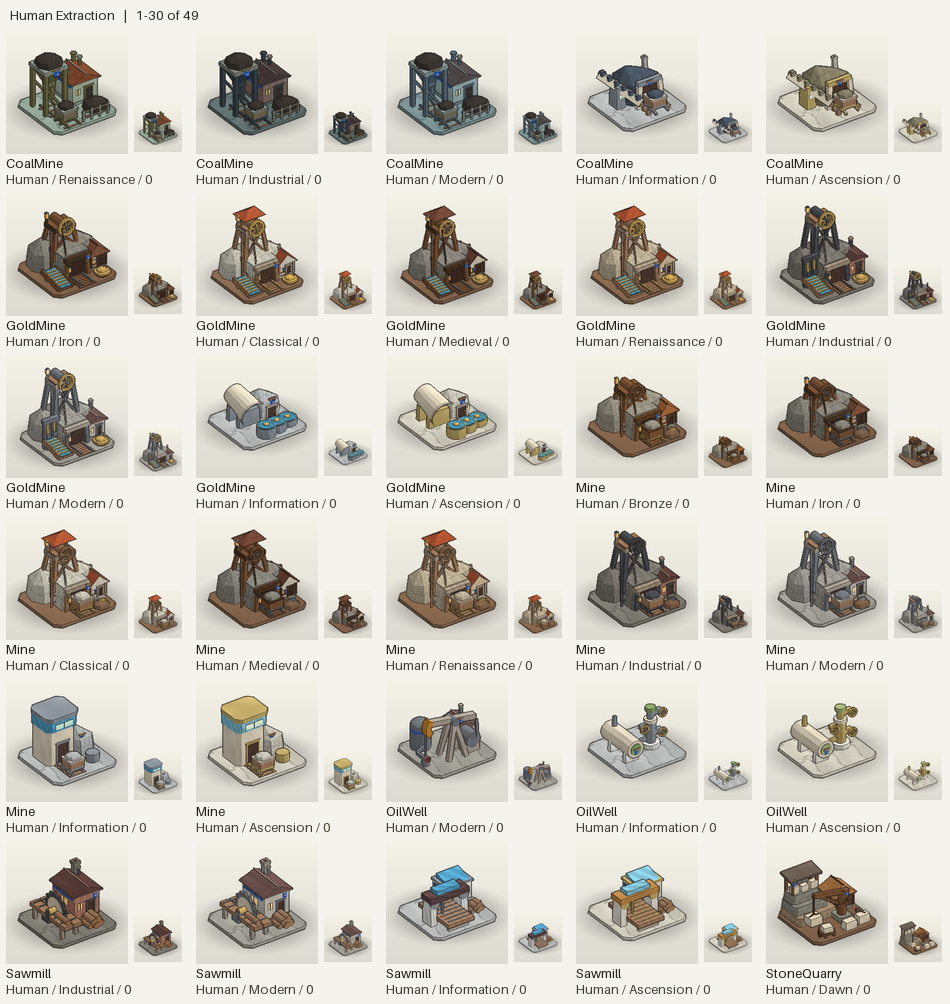 Human Extraction | 1-30 of 49
CoalMine CoalMine CoalMine CoalMine CoalMine
Human / Renaissance / 0 Human / Industrial / 0 Human / Modern / 0 Human / Information / 0 Human / Ascension / 0
GoldMine GoldMine GoldMine GoldMine GoldMine
Human / Iron / 0 Human / Classical / 0 Human / Medieval / 0 Human / Renaissance / 0 Human / Industrial / 0
GoldMine GoldMine GoldMine Mine Mine
Human / Modern / 0 Human / Information / 0 Human / Ascension / 0 Human / Bronze / 0 Human / Iron / 0
Mine Mine Mine Mine Mine
Human / Classical / 0 Human / Medieval / 0 Human / Renaissance / 0 Human / Industrial / 0 Human / Modern / 0
Mine Mine OilWell OilWell OilWell
Human / Information / 0 Human / Ascension / 0 Human / Modern / 0 Human / Information / 0 Human / Ascension / 0
Sawmill Sawmill Sawmill Sawmill StoneQuarry
Human / Industrial / 0 Human / Modern / 0 Human / Information / 0 Human / Ascension / 0 Human / Dawn / 0